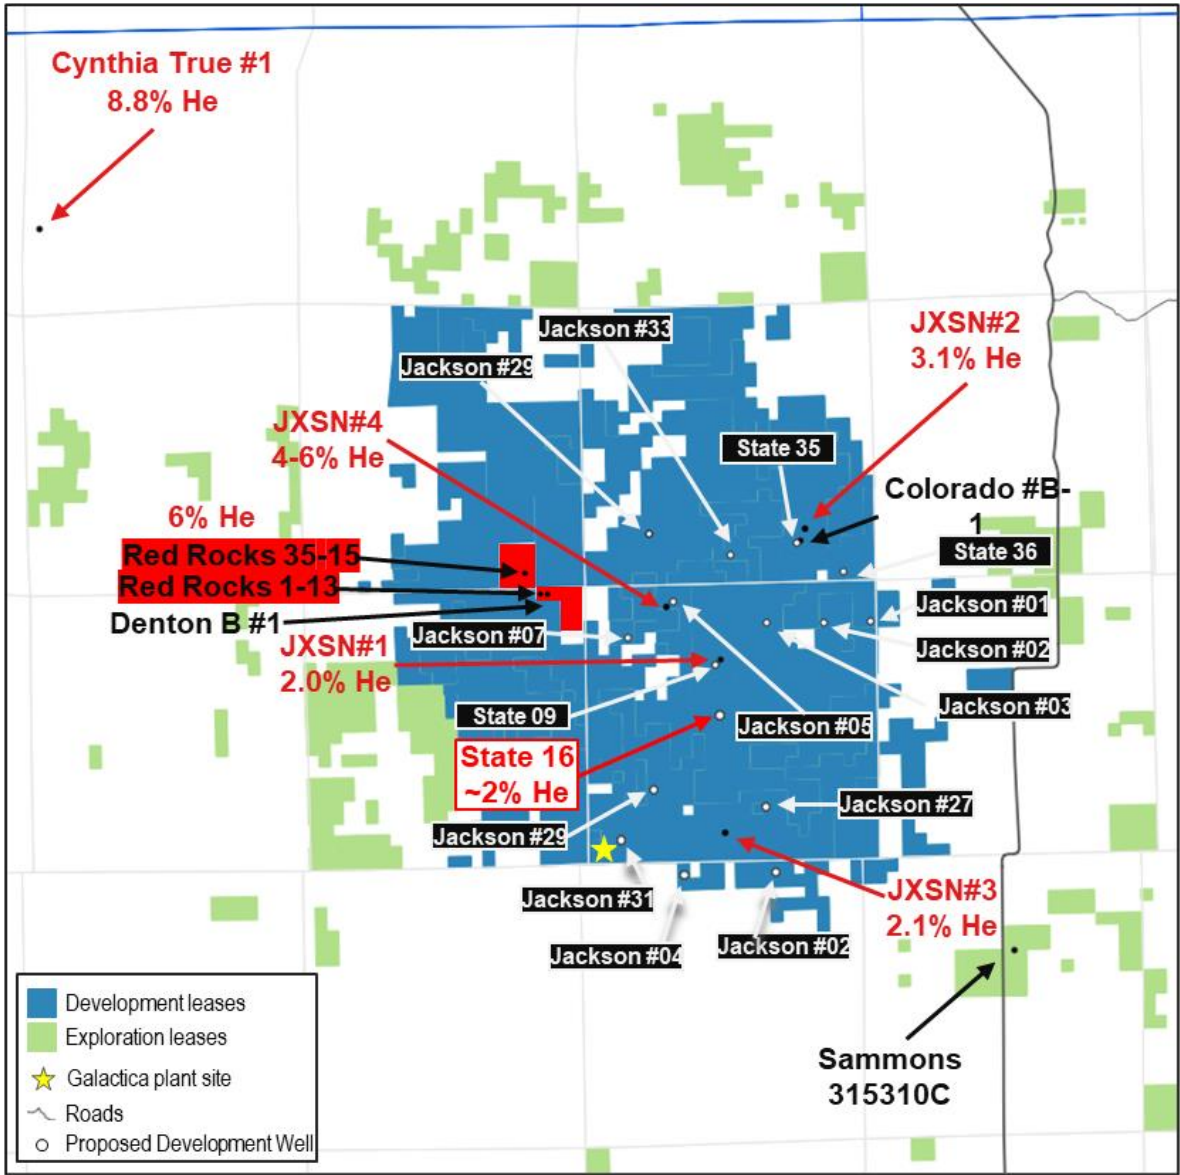 Cynthia True #1
8.8% He
Jackson #33
JXSN#2
3.1% He
Jackson #29
JXSN#4
4-6% He
State 35
Colorado #B-
1
6% He
State 36
Red Rocks 35-15
Red Rocks 1-13
Denton B #1
Jackson #01
Jackson #07
Jackson #02
JXSN#1
2.0% He
State 09
Jackson #05
Jackson #03
State 16
~2% He
Jackson #27
Jackson #29
Jackson #31
JXSN#3
2.1% He
Jackson #04
Jackson #02
Sammons
315310C
Development leases
Exploration leases
Galactica plant site
Roads
Proposed Development Well